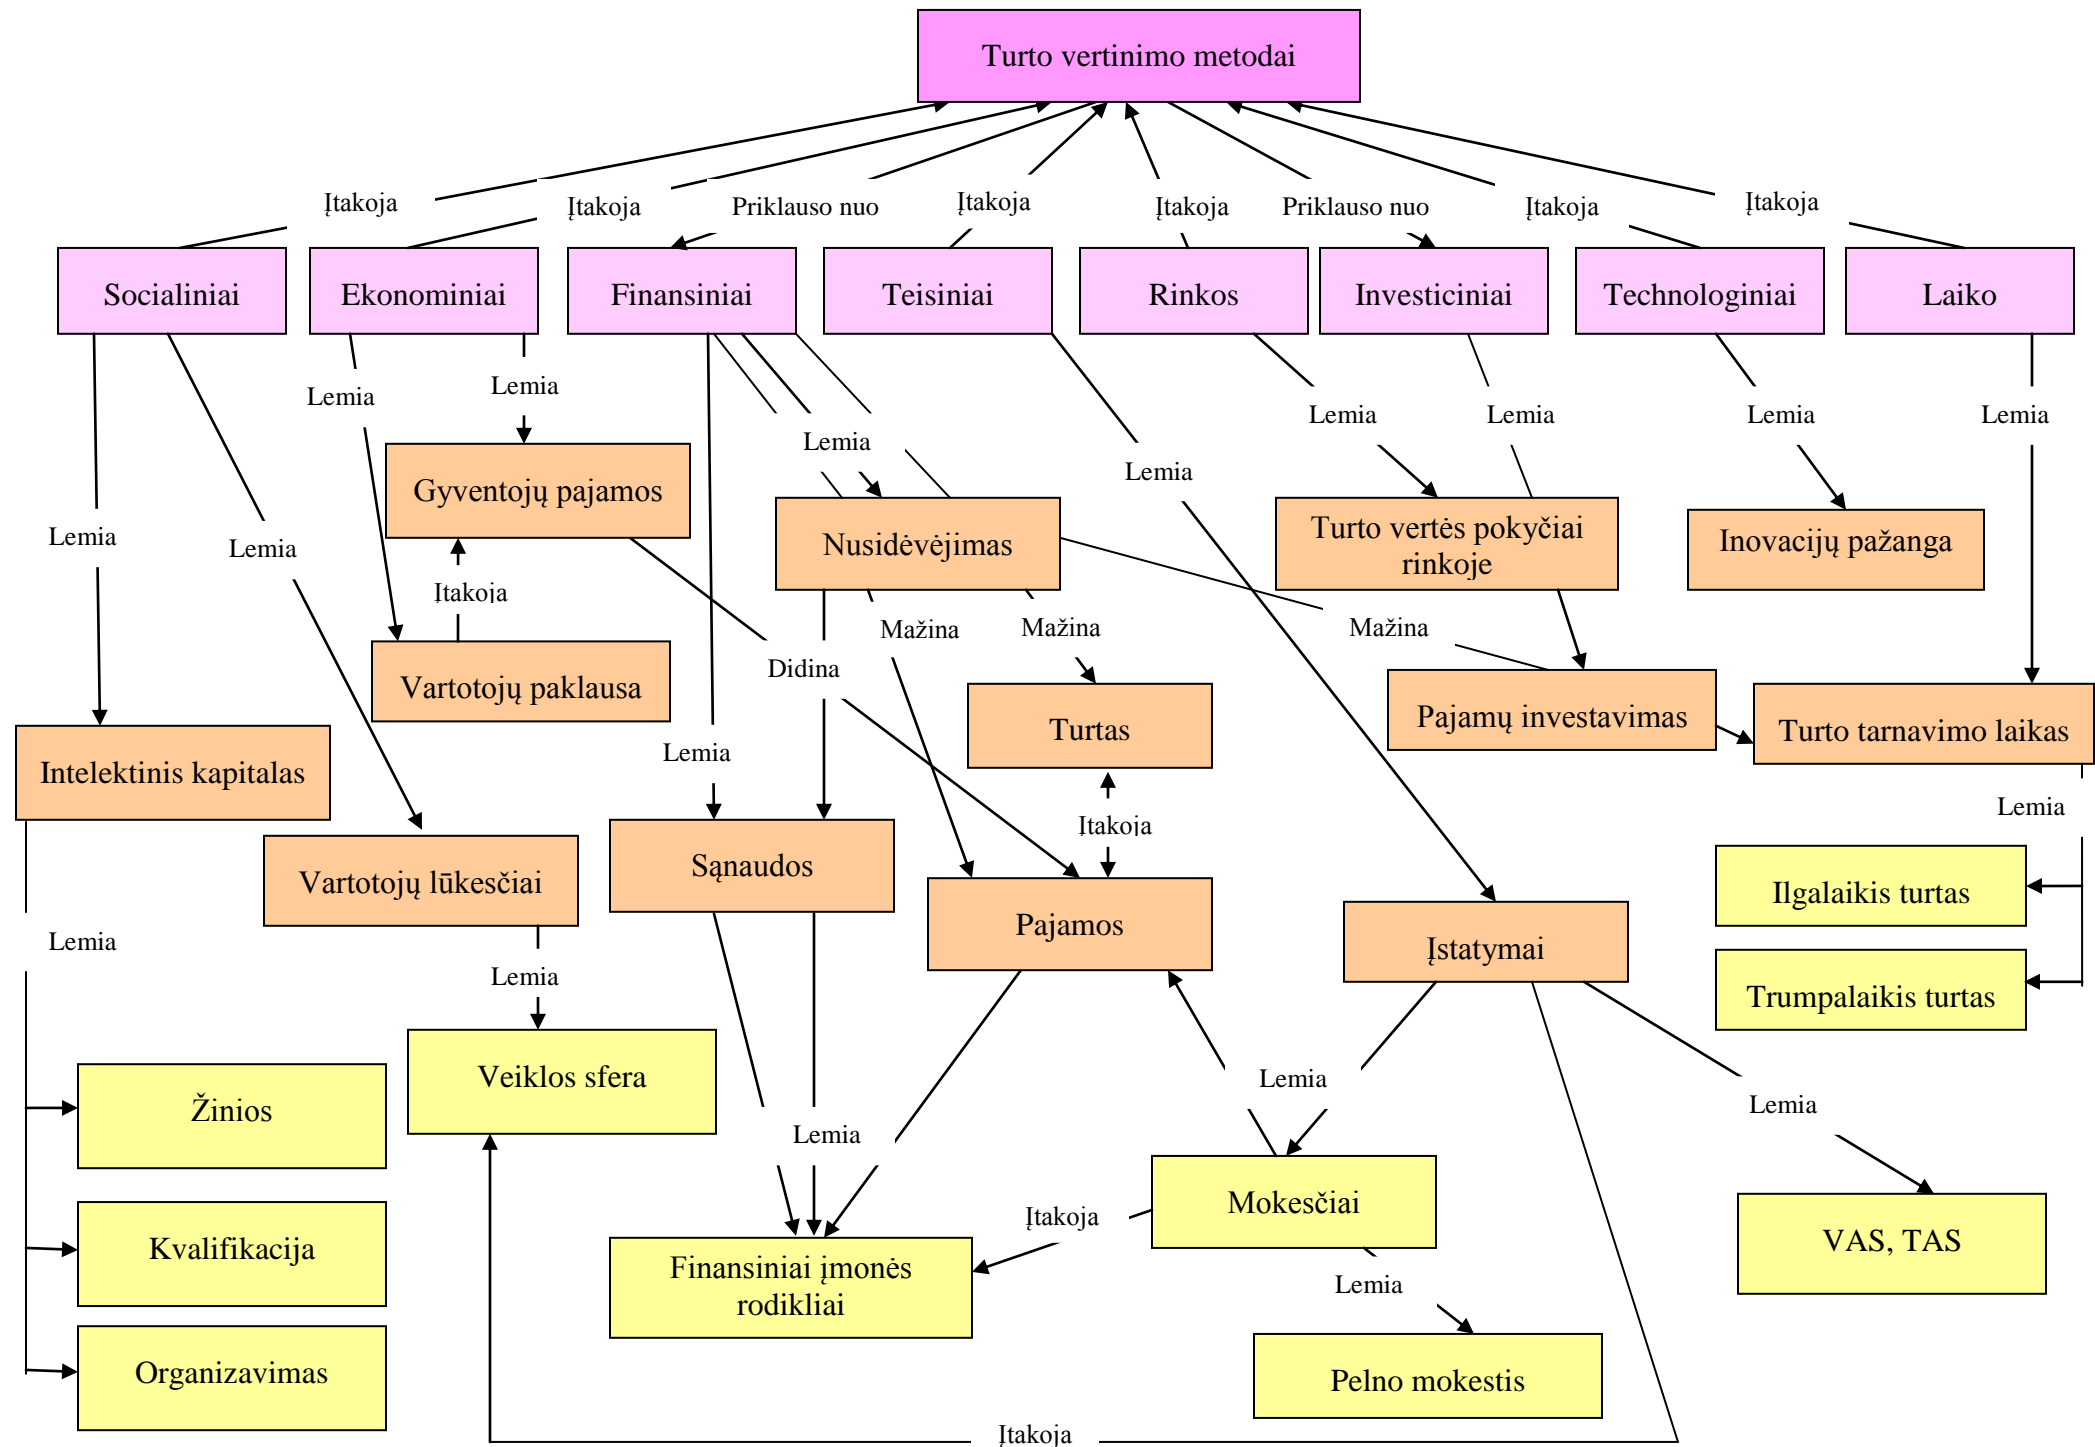 Turto vertinimo metodai
Įtakoja
Įtakoja
Priklauso nuo
Įtakoja
Įtakoja
Priklauso nuo
Įtakoja
Įtakoja
Socialiniai
Ekonominiai
Finansiniai
Teisiniai
Rinkos
Investiciniai
Technologiniai
Laiko
Lemia
Lemia
Lemia
Lemia
Lemia
Lemia
Lemia
Lemia
Gyventojų pajamos
Lemia
Lemia
Nusidėvėjimas
Turto vertės pokyčiai
rinkoje
Inovacijų pažanga
Įtakoja
Mažina
Mažina
Mažina
Didina
Vartotojų paklausa
Turtas
Pajamų investavimas
Turto tarnavimo laikas
Lemia
Intelektinis kapitalas
Lemia
Įtakoja
Vartotojų lūkesčiai
Sąnaudos
Ilgalaikis turtas
Pajamos
Įstatymai
Lemia
Lemia
Trumpalaikis turtas
Veiklos sfera
Lemia
Lemia
Žinios
Lemia
Mokesčiai
Įtakoja
VAS, TAS
Kvalifikacija
Finansiniai įmonės
rodikliai
Lemia
Organizavimas
Pelno mokestis
Įtakoja